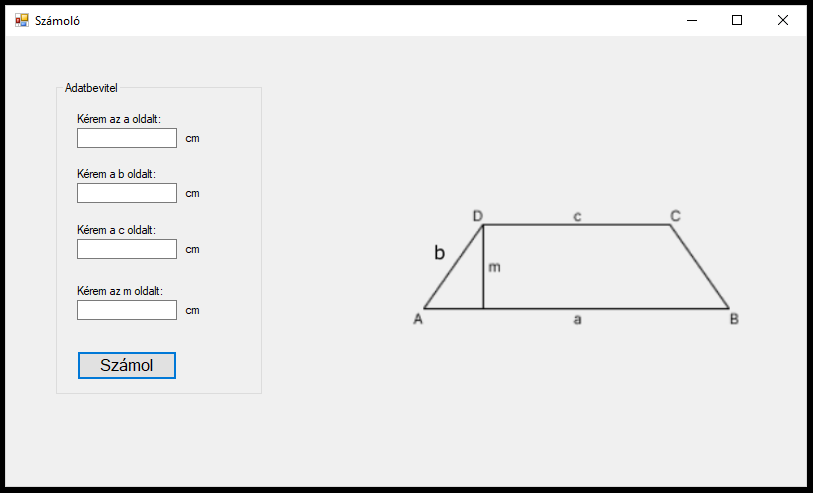 Számoló
Adatbevitel
Kérem az a oldalt:
cm
Kérem a b oldalt:
cm
Kérem a c oldalt:
cm
Kérem az m oldalt:
cm
Számol
D c C
b
m
A a B